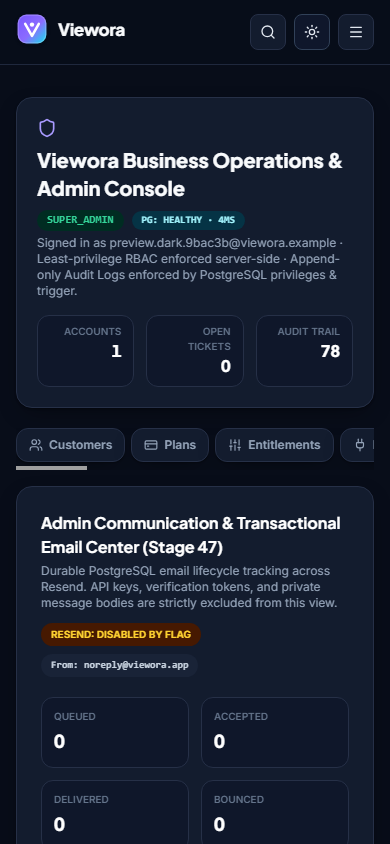 Viewora
Viewora Business Operations &
Admin Console
SUPER_ADMIN
PG: HEALTHY · 4MS
Signed in as preview.dark.9bac3b@viewora.example ·
Least-privilege RBAC enforced server-side · Append-
only Audit Logs enforced by PostgreSQL privileges &
trigger.
ACCOUNTS
1
OPEN
TICKETS
0
AUDIT TRAIL
78
Customers
Plans
Entitlements
Admin Communication & Transactional
Email Center (Stage 47)
Durable PostgreSQL email lifecycle tracking across
Resend. API keys, verification tokens, and private
message bodies are strictly excluded from this view.
RESEND: DISABLED BY FLAG
From: noreply@viewora.app
QUEUED
0
ACCEPTED
0
DELIVERED
0
BOUNCED
0